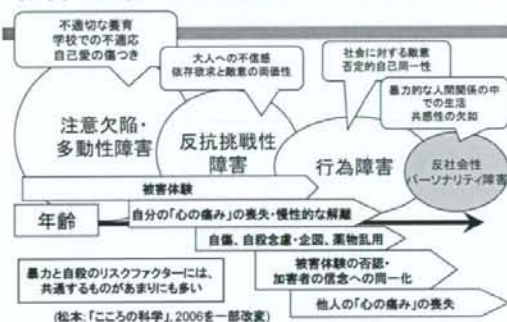 不適切な養育
学校での不適応
自己愛の傷つき
大人への不信感
依存欲求と敵意の両価性
社会に対する敵意
否定的自己同一性
暴力的な人間関係の中
での生活
共感性の欠如
注意欠陥・
多動性障害
反抗挑戦性
障害
行為障害
反社会性
パーソナリティ障害
被害体験
年齢
自分の「心の痛み」の喪失・慢性的な解離
自傷、自殺念慮・企図、薬物乱用
被害体験の否認・
加害者の信念への同一化
他人の「心の痛み」の喪失
暴力と自殺のリスクファクターには、
共通するものがあまりにも多い
(松本:「こころの科学」, 2006を一部改変)